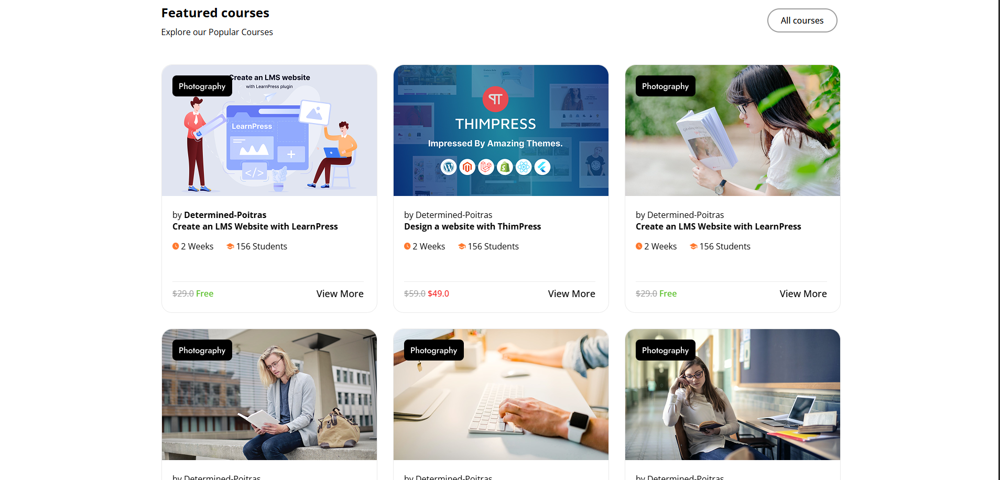 Featured courses
Explore our Popular Courses
All courses
Photography
Create an LMS website
with LearnPress plugin
LearnPress
</>
by Determined-Poitras
Create an LMS Website with LearnPress
2 Weeks 156 Students
$29.0 Free View More
THIMPRESS
Impressed By Amazing Themes.
by Determined-Poitras
Design a website with ThimPress
2 Weeks 156 Students
$59.0 $49.0 View More
Photography
by Determined-Poitras
Create an LMS Website with LearnPress
2 Weeks 156 Students
$29.0 Free View More
Photography
by Determined-Poitras
Photography
by Determined-Poitras
Photography
by Determined-Poitras